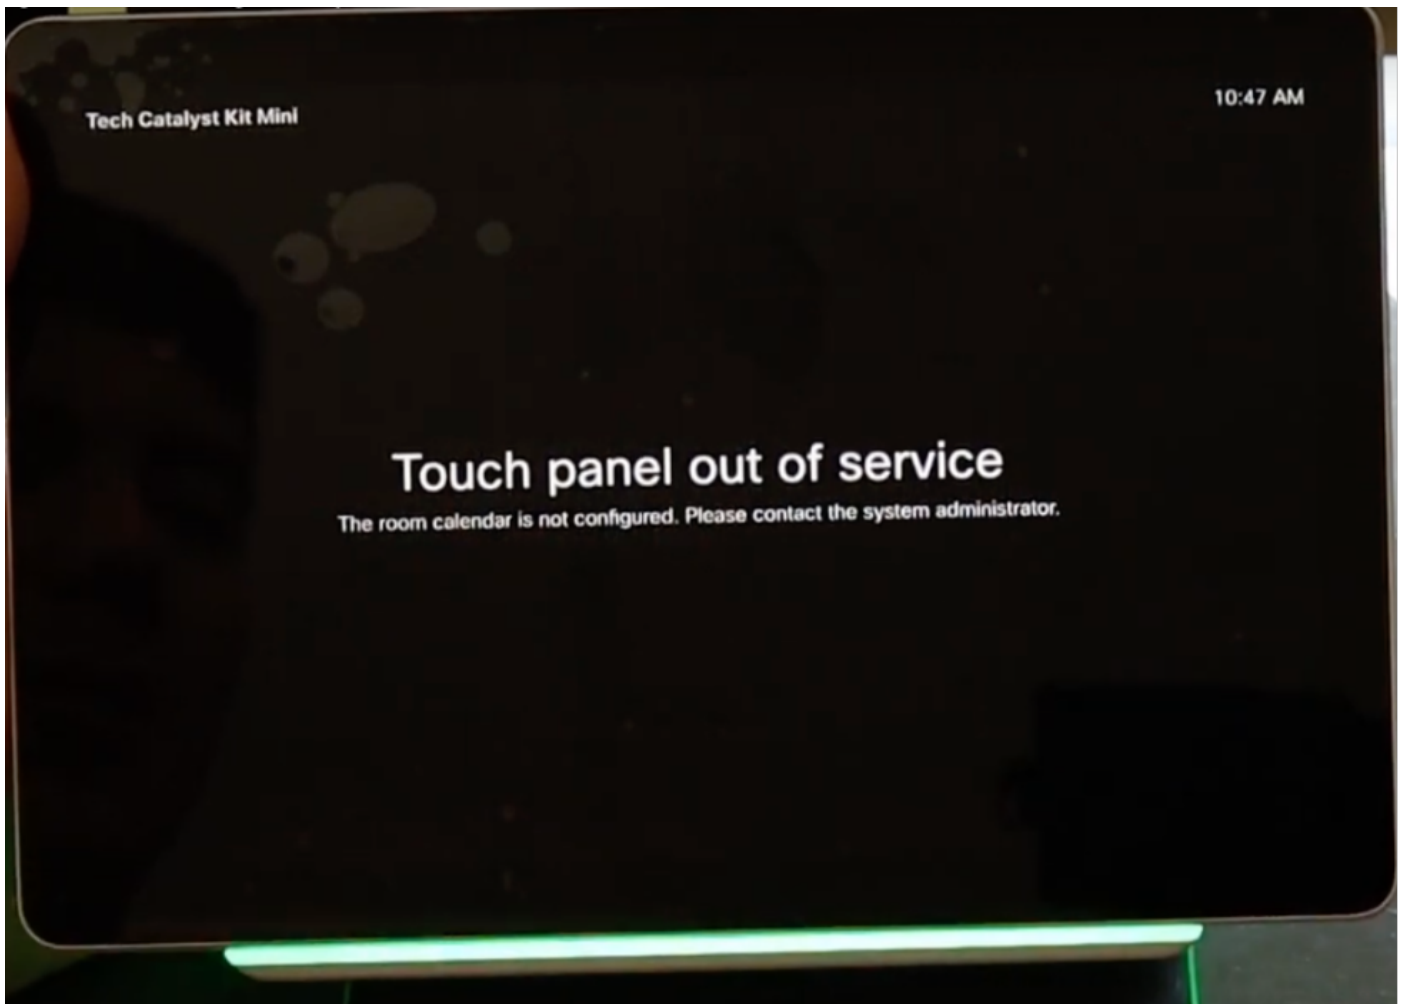 Tech Catalyst Kit Mini
10:47 AM
Touch panel out of service
The room calendar is not configured. Please contact the system administrator.